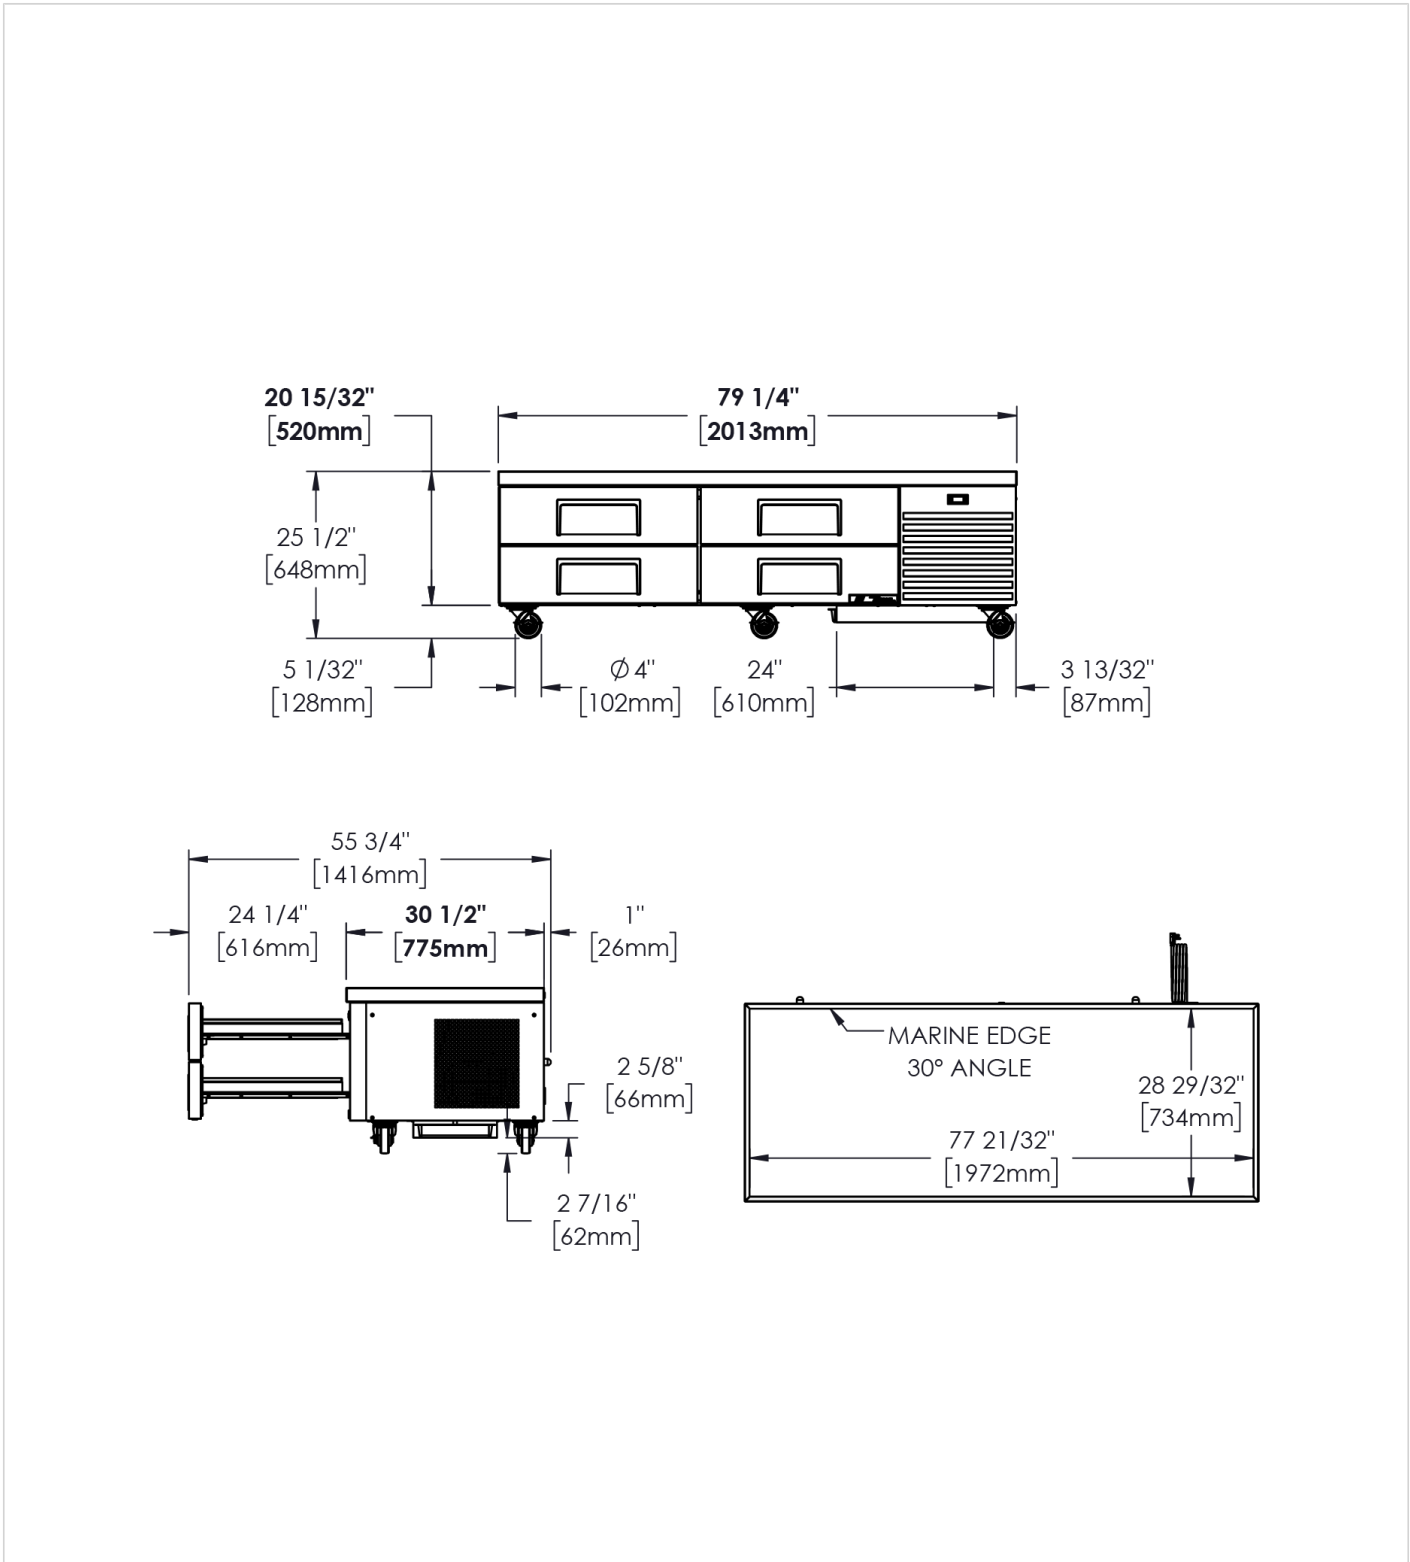 20 15/32"
[520mm]
79 1/4"
[2013mm]
25 1/2"
[648mm]
5 1/32"
[128mm]
Ø4"
[102mm]
24"
[610mm]
3 13/32"
[87mm]
55 3/4"
[1416mm]
24 1/4"
[616mm]
30 1/2"
[775mm]
1"
[26mm]
2 5/8"
[66mm]
2 7/16"
[62mm]
MARINE EDGE
30° ANGLE
28 29/32"
[734mm]
77 21/32"
[1972mm]